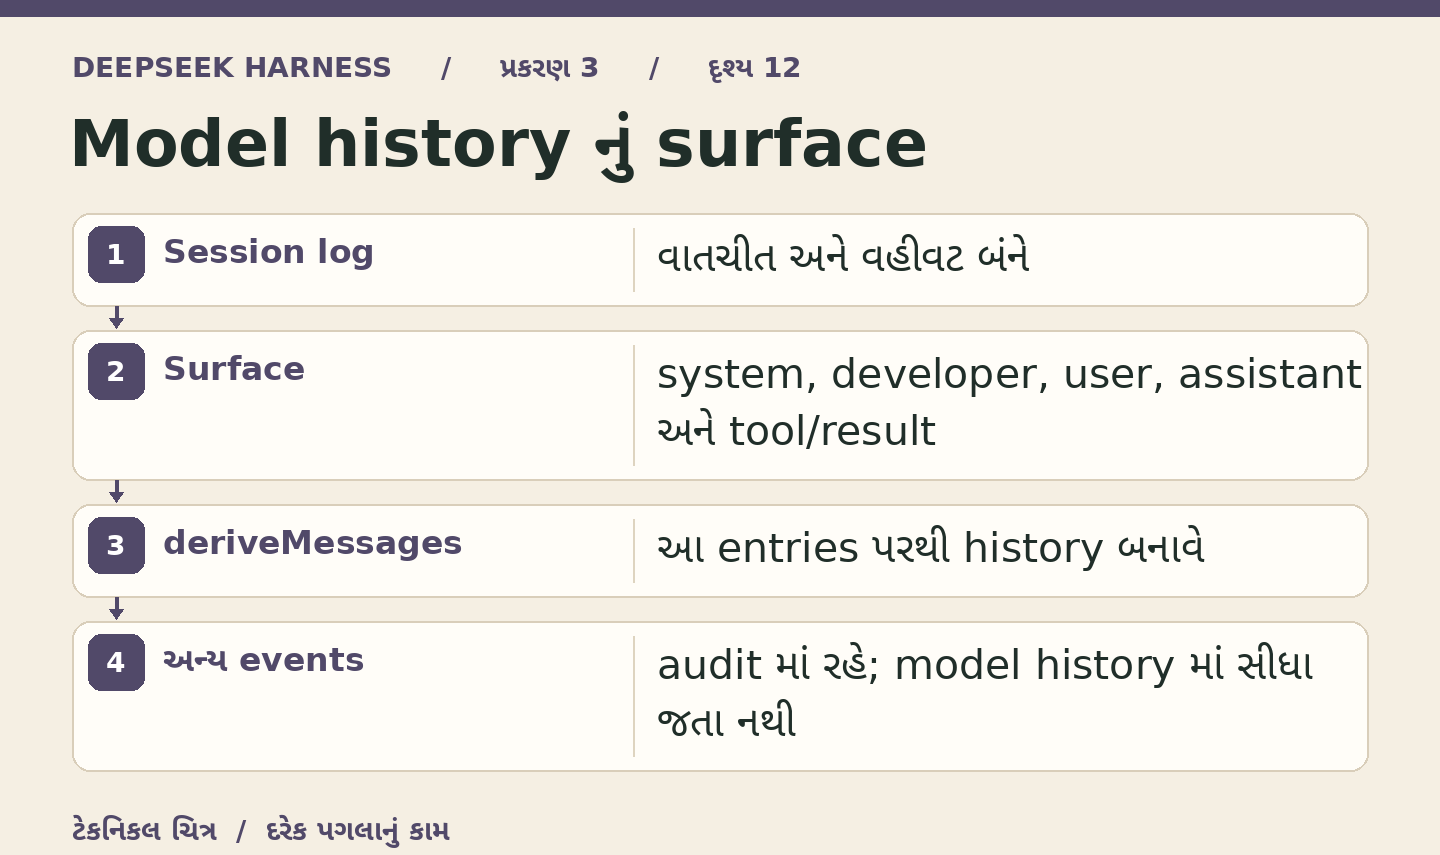 DEEPSEEK HARNESS / પ્રકરણ 3 / દૃશ્ય 12
Model history નું surface
1 Session log
વાતચીત અને વહીવટ બંને
2 Surface
system, developer, user, assistant
અને tool/result
3 deriveMessages
આ entries પરથી history બનાવે
4 અન્ય events
audit માં રહે; model history માં સીધા
જતા નથી
ટેકનિકલ ચિત્ર / દરેક પગલાનું કામ